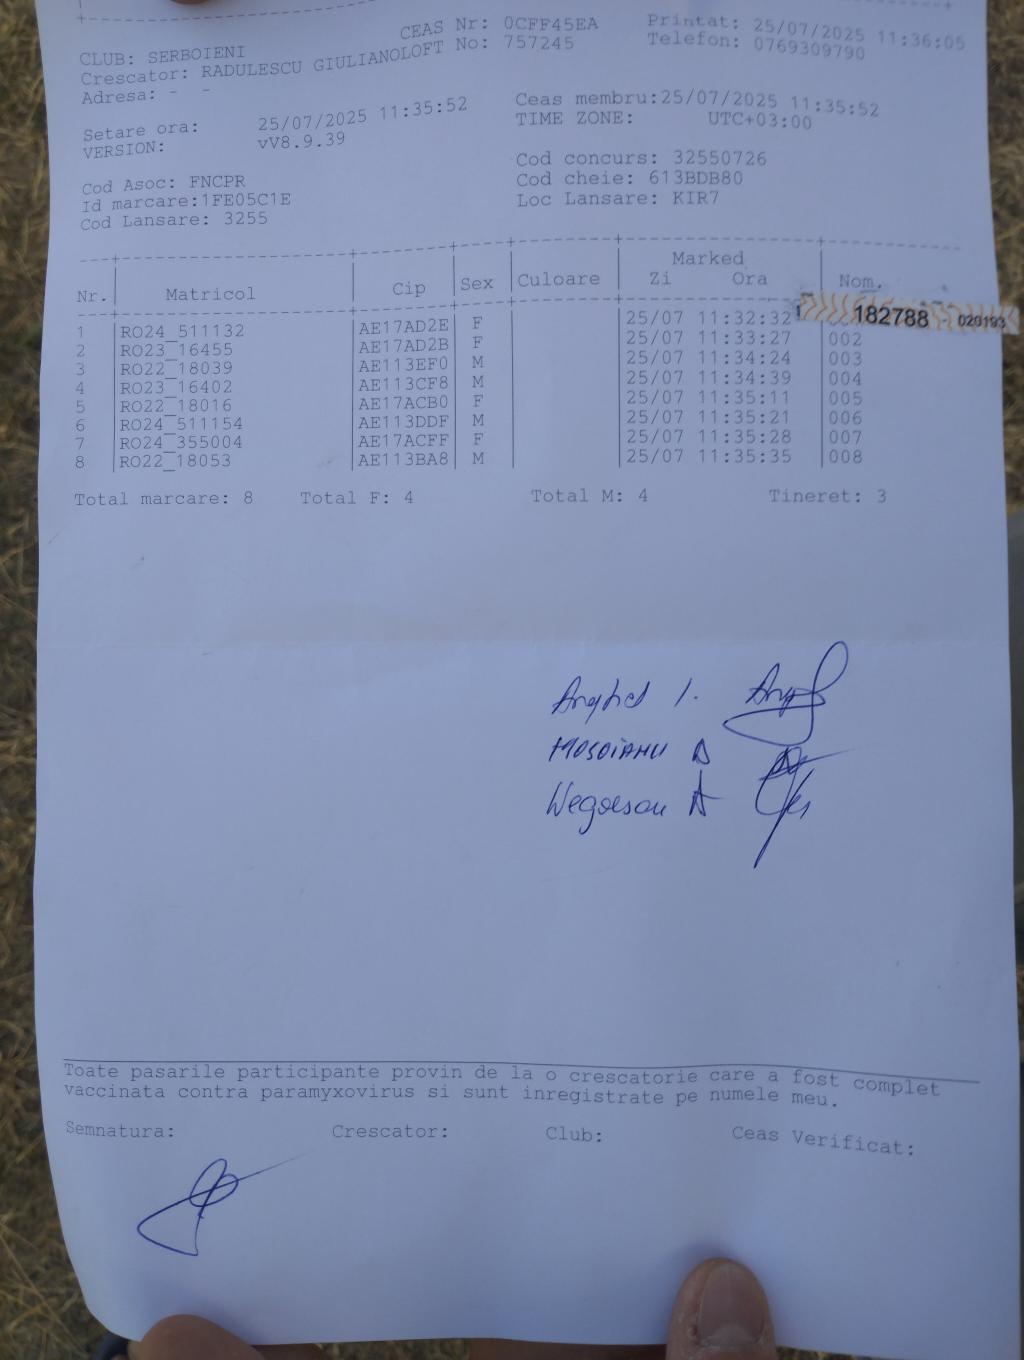 CEAS Nr: 0CFF45EA Printat: 25/07/2025 11:36:05
CLUB: SERBOIENI
Crescator: RADULESCU GIULIANOLOFT No: 757245 Telefon: 0769309790
Adresa: - -
Setare ora: 25/07/2025 11:35:52 Ceas membru:25/07/2025 11:35:52
VERSION: vV8.9.39 TIME ZONE: UTC+03:00
Cod concurs: 32550726
Cod Asoc: FNCPR Cod cheie: 613BDB80
Id marcare:1FE05C1E Loc Lansare: KIR7
Cod Lansare: 3255
Marked
Nr. Matricol Cip Sex Culoare Zi Ora Nom.
182788 - 020193
1 RO24_511132 AE17AD2E F 25/07 11:32:32
2 RO23_16455 AE17AD2B F 25/07 11:33:27 002
3 RO22_18039 AE113EF0 M 25/07 11:34:24 003
4 RO23_16402 AE113CF8 M 25/07 11:34:39 004
5 RO22_18016 AE17ACB0 F 25/07 11:35:11 005
6 RO24_511154 AE113DDF M 25/07 11:35:21 006
7 RO24_355004 AE17ACFF F 25/07 11:35:28 007
8 RO22_18053 AE113BA8 M 25/07 11:35:35 008
Total marcare: 8 Total F: 4 Total M: 4 Tineret: 3
Anghel I.
MOSOIANU A
A
Toate pasarile participante provin de la o crescatorie care a fost complet
vaccinata contra paramyxovirus si sunt inregistrate pe numele meu.
Semnatura: Crescator: Club: Ceas Verificat: